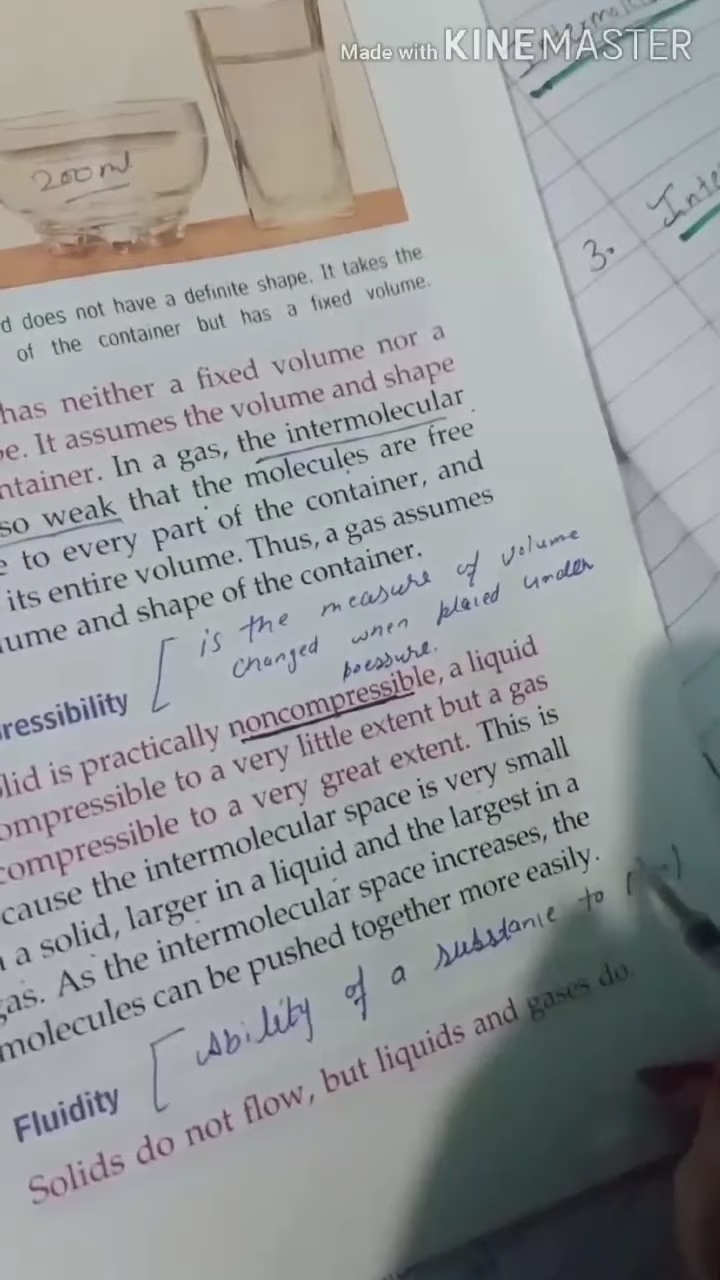 Made with KINEMASTER
200ml
3. Inte
d does not have a definite shape. It takes the
of the container but has a fixed volume.
has neither a fixed volume nor a
pe. It assumes the volume and shape
ntainer. In a gas, the intermolecular
so weak that the molecules are free
e to every part of the container, and
its entire volume. Thus, a gas assumes
lume and shape of the container.
is the measure of volume
changed when placed under
pressure.
ressibility
lid is practically noncompressible, a liquid
ompressible to a very little extent but a gas
compressible to a very great extent. This is
cause the intermolecular space is very small
a solid, larger in a liquid and the largest in a
gas. As the intermolecular space increases, the
molecules can be pushed together more easily.
Ability of a substance to
Fluidity
Solids do not flow, but liquids and gases do.